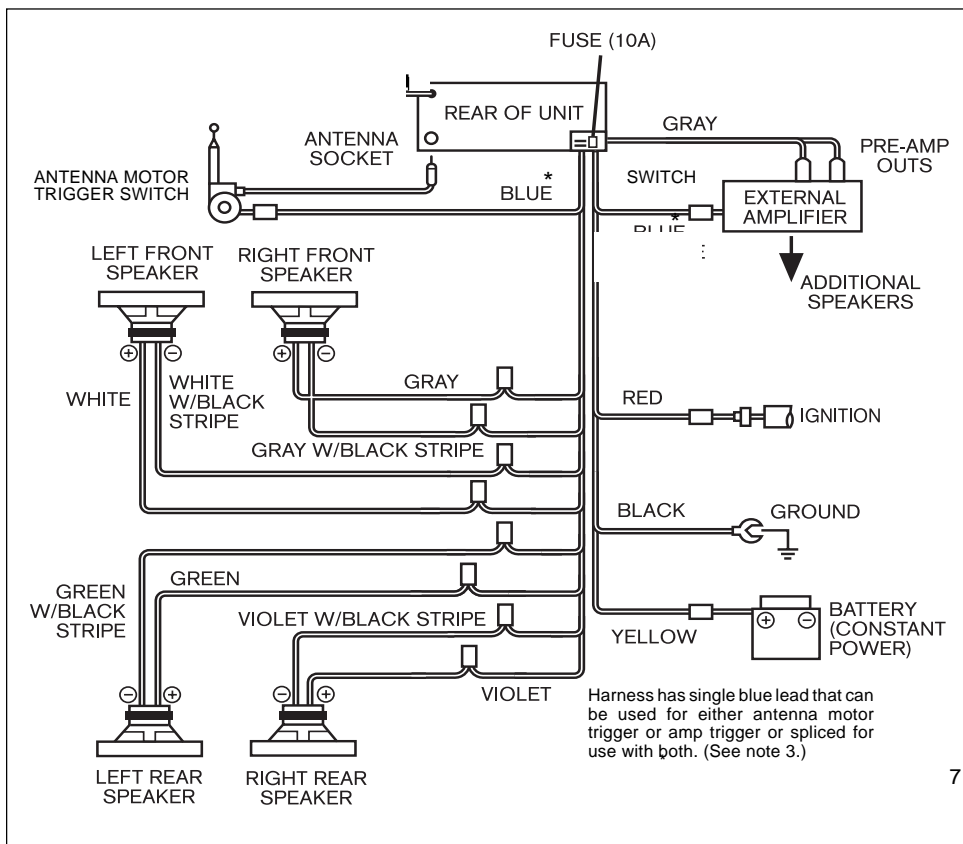 FUSE (10A)
REAR OF UNIT
GRAY
ANTENNA
SOCKET
PRE-AMP
OUTS
ANTENNA MOTOR
TRIGGER SWITCH
*
BLUE
SWITCH
EXTERNAL
AMPLIFIER
*
BLUE
LEFT FRONT
SPEAKER
RIGHT FRONT
SPEAKER
ADDITIONAL
SPEAKERS
+ − + −
WHITE
WHITE
W/BLACK
STRIPE
GRAY
RED
IGNITION
GRAY W/BLACK STRIPE
BLACK
GROUND
GREEN
W/BLACK
STRIPE
GREEN
VIOLET W/BLACK STRIPE
YELLOW
+ −
BATTERY
(CONSTANT
POWER)
VIOLET
− + − +
LEFT REAR
SPEAKER
RIGHT REAR
SPEAKER
Harness has single blue lead that can
be used for either antenna motor
trigger or amp trigger or spliced for
use with both. (See note 3.)
*
7